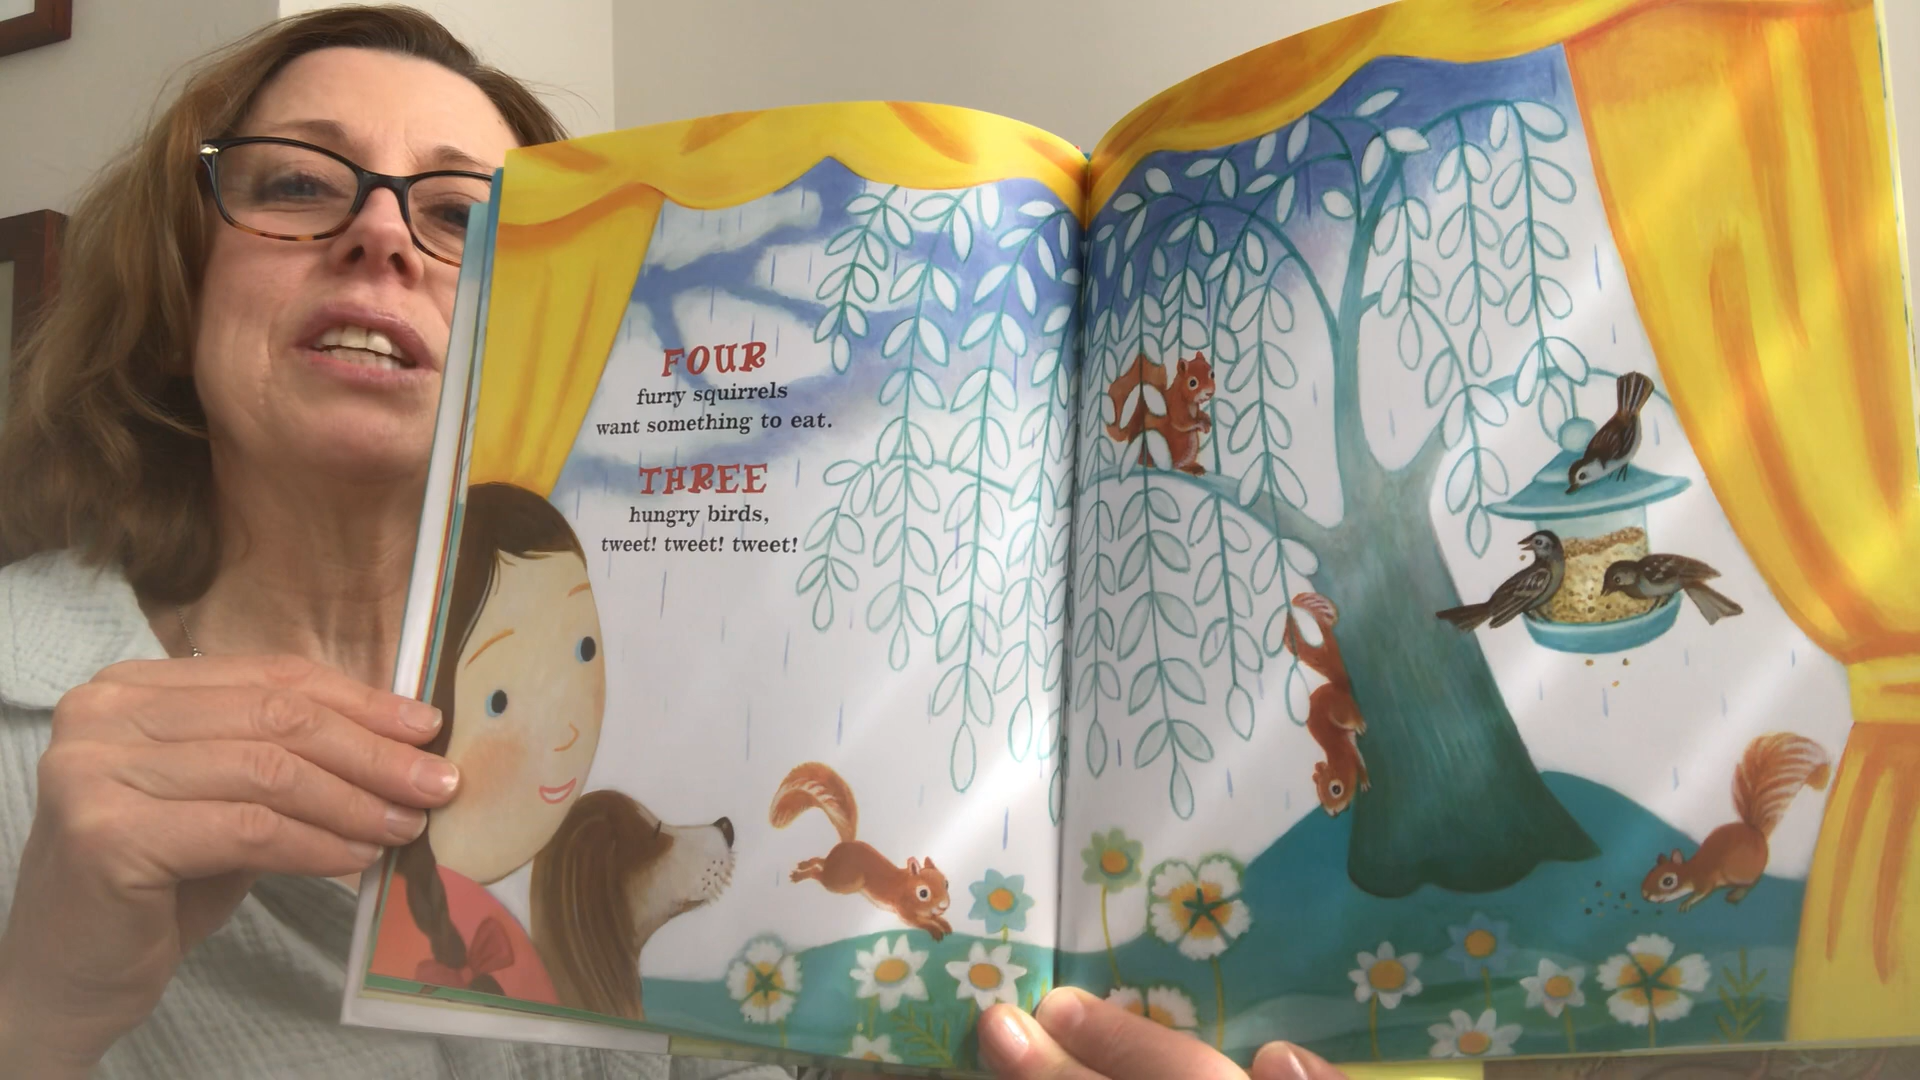 FOUR
furry squirrels
want something to eat.
THREE
hungry birds,
tweet! tweet! tweet!